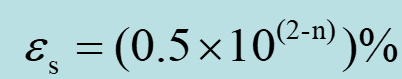 εₛ = (0.5×10⁽²⁻ⁿ⁾)%